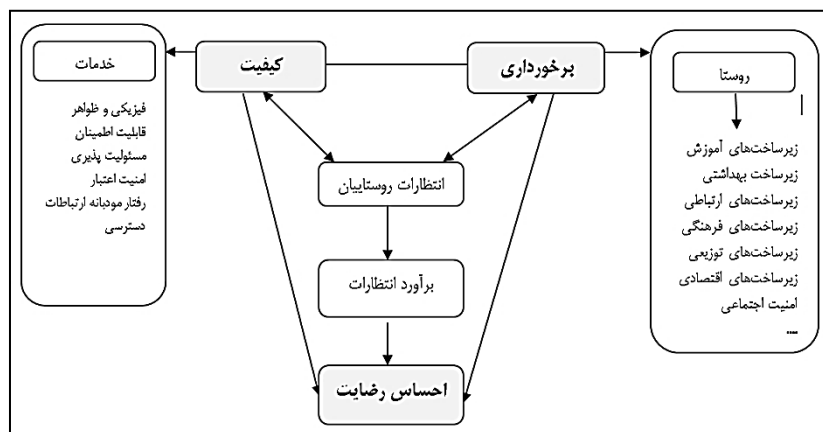 برخورداری
کیفیت
روستا
زیرساخت‌های آموزش
زیرساخت بهداشتی
زیرساخت‌های ارتباطی
زیرساخت‌های فرهنگی
زیرساخت‌های توزیعی
زیرساخت‌های اقتصادی
امنیت اجتماعی
....
خدمات
فیزیکی و ظواهر
قابلیت اطمینان
مسئولیت پذیری
امنیت اعتبار
رفتار مودبانه ارتباطات
دسترسی
انتظارات روستاییان
برآورد انتظارات
احساس رضایت